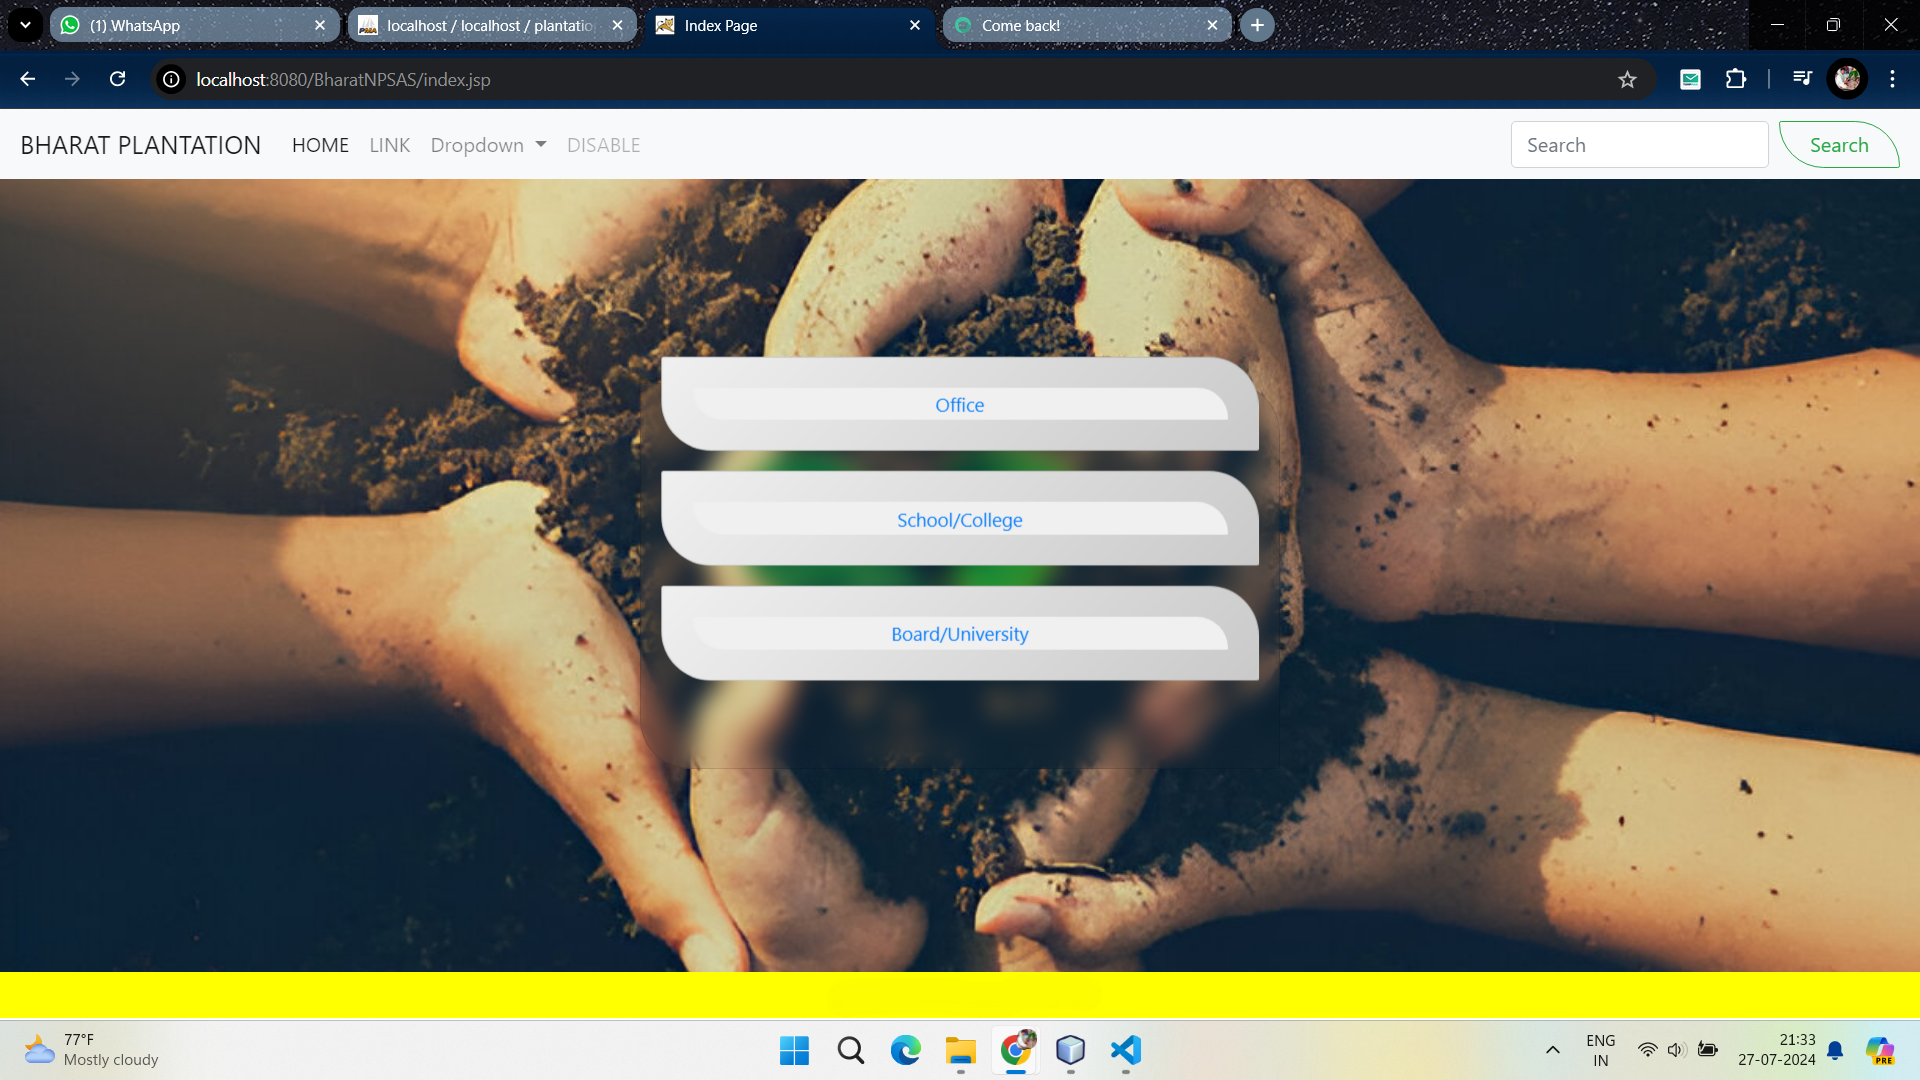 (1) WhatsApp
localhost / localhost / plantatio
Index Page
Come back!
localhost:8080/BharatNPSAS/index.jsp
BHARAT PLANTATION
HOME
LINK
Dropdown
DISABLE
Search
Search
Office
School/College
Board/University
77°F
Mostly cloudy
ENG
IN
21:33
27-07-2024
PRE